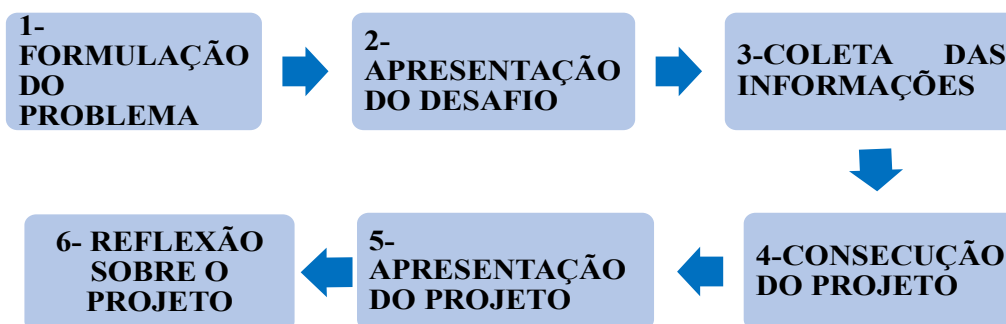 1-
FORMULAÇÃO
DO
PROBLEMA
2-
APRESENTAÇÃO
DO DESAFIO
3-COLETA DAS
INFORMAÇÕES
4-CONSECUÇÃO
DO PROJETO
5-
APRESENTAÇÃO
DO PROJETO
6- REFLEXÃO
SOBRE O
PROJETO